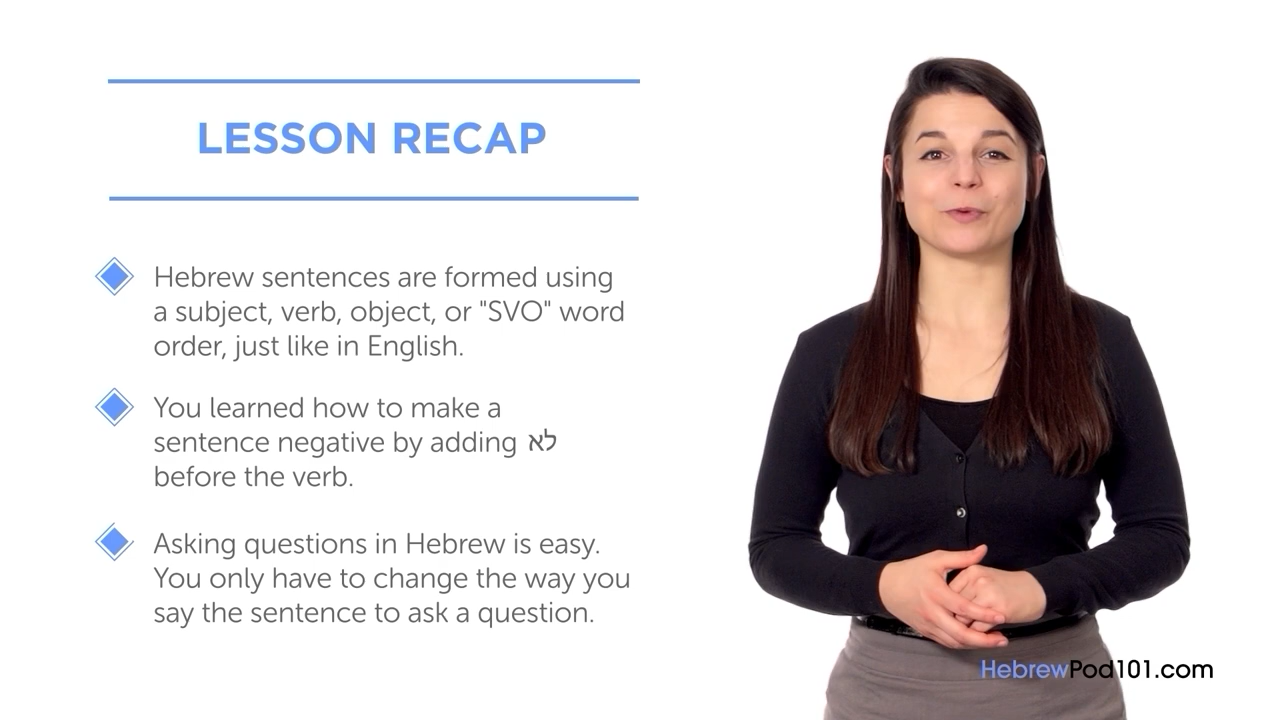 LESSON RECAP
Hebrew sentences are formed using
a subject, verb, object, or "SVO" word
order, just like in English.
You learned how to make a
sentence negative by adding לא
before the verb.
Asking questions in Hebrew is easy.
You only have to change the way you
say the sentence to ask a question.
HebrewPod101.com